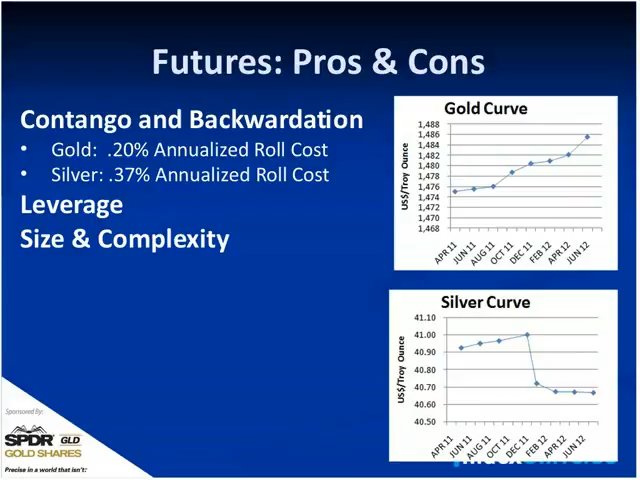 Futures: Pros & Cons
Contango and Backwardation
• Gold: .20% Annualized Roll Cost
• Silver: .37% Annualized Roll Cost
Leverage
Size & Complexity
Gold Curve
US$/Troy Ounce
1,488
1,486
1,484
1,482
1,480
1,478
1,476
1,474
1,472
1,470
1,468
APR 11
JUN 11
AUG 11
OCT 11
DEC 11
FEB 12
APR 12
JUN 12
Silver Curve
US$/Troy Ounce
41.10
41.00
40.90
40.80
40.70
40.60
40.50
APR 11
JUN 11
AUG 11
OCT 11
DEC 11
FEB 12
APR 12
JUN 12
Sponsored By:
SPDR GLD
GOLD SHARES
Precise in a world that isn't: